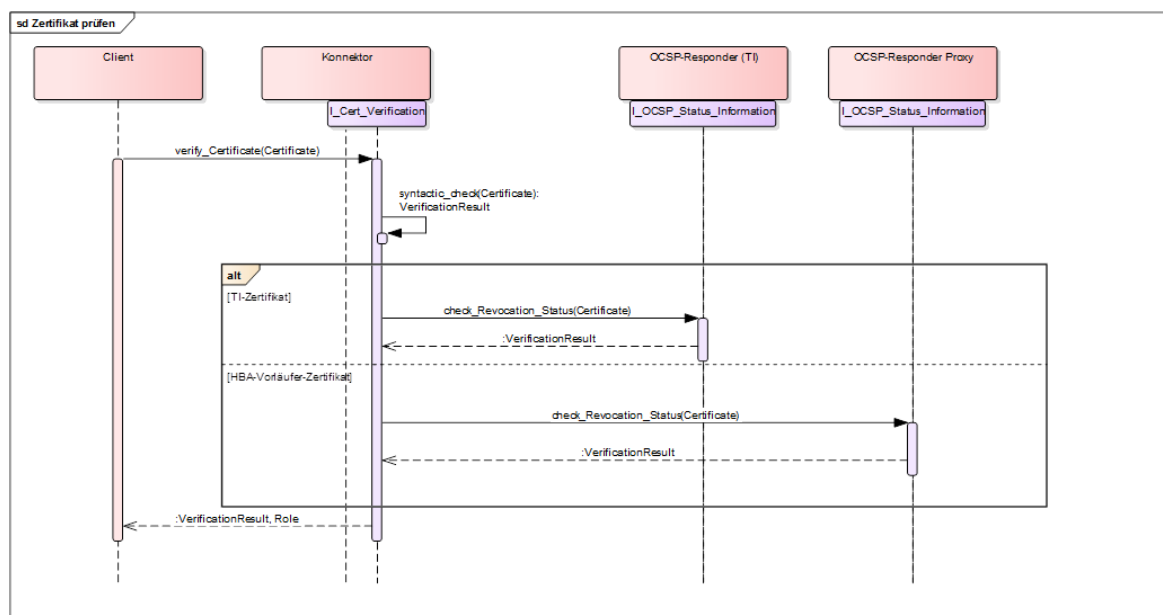 sd Zertifikat prüfen
Client
Konnektor
OCSP-Responder (TI)
OCSP-Responder Proxy
I_Cert_Verification
I_OCSP_Status_Information
I_OCSP_Status_Information
verify_Certificate(Certificate)
syntactic_check(Certificate):
VerificationResult
alt
[TI-Zertifikat]
check_Revocation_Status(Certificate)
:VerificationResult
[HBA-Vorläufer-Zertifikat]
check_Revocation_Status(Certificate)
:VerificationResult
:VerificationResult, Role